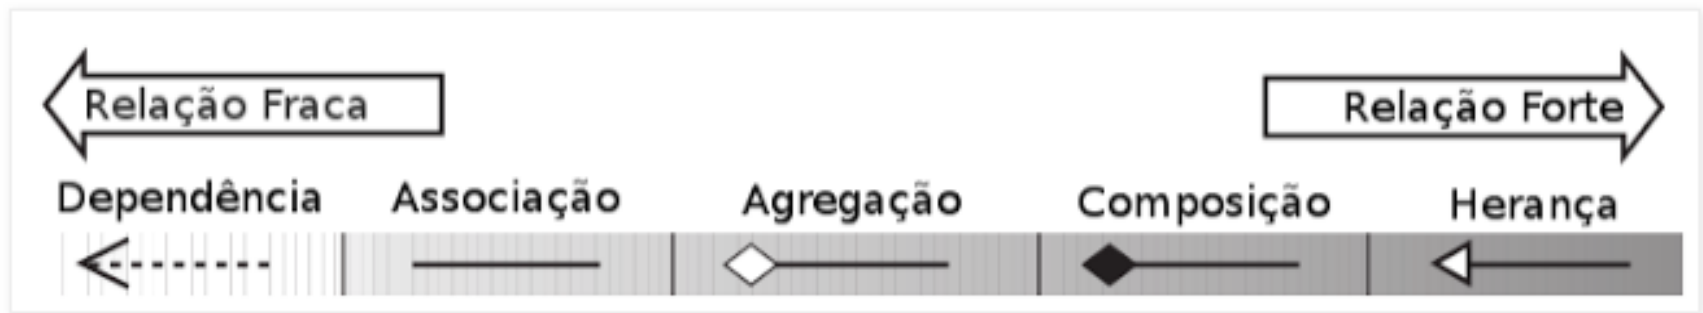 Relação Fraca
Relação Forte
Dependência
Associação
Agregação
Composição
Herança